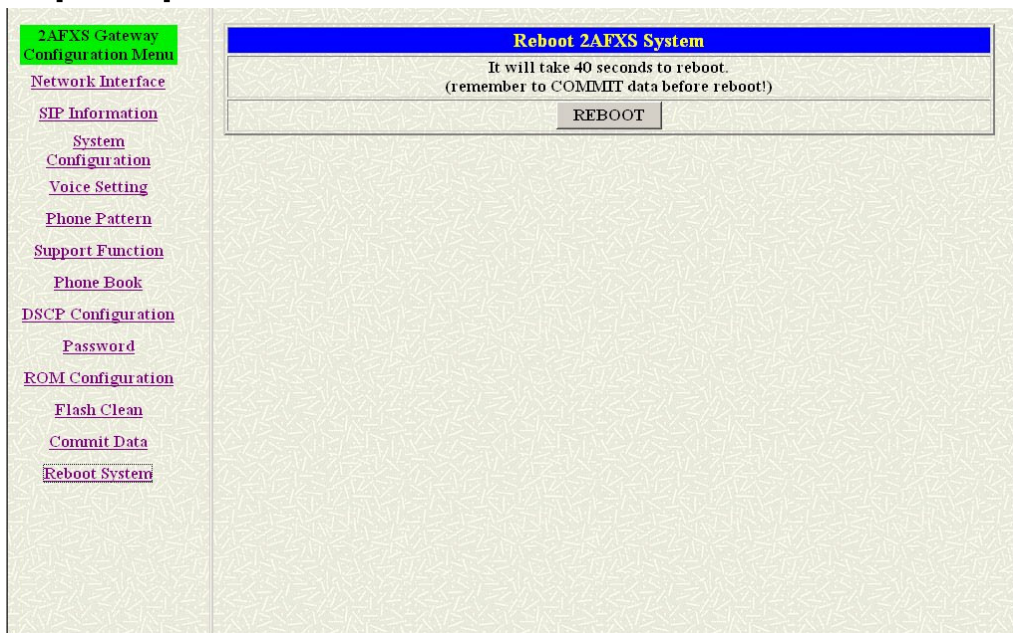 2AFXS Gateway
Configuration Menu
Network Interface
SIP Information
System
Configuration
Voice Setting
Phone Pattern
Support Function
Phone Book
DSCP Configuration
Password
ROM Configuration
Flash Clean
Commit Data
Reboot System
Reboot 2AFXS System
It will take 40 seconds to reboot.
(remember to COMMIT data before reboot!)
REBOOT